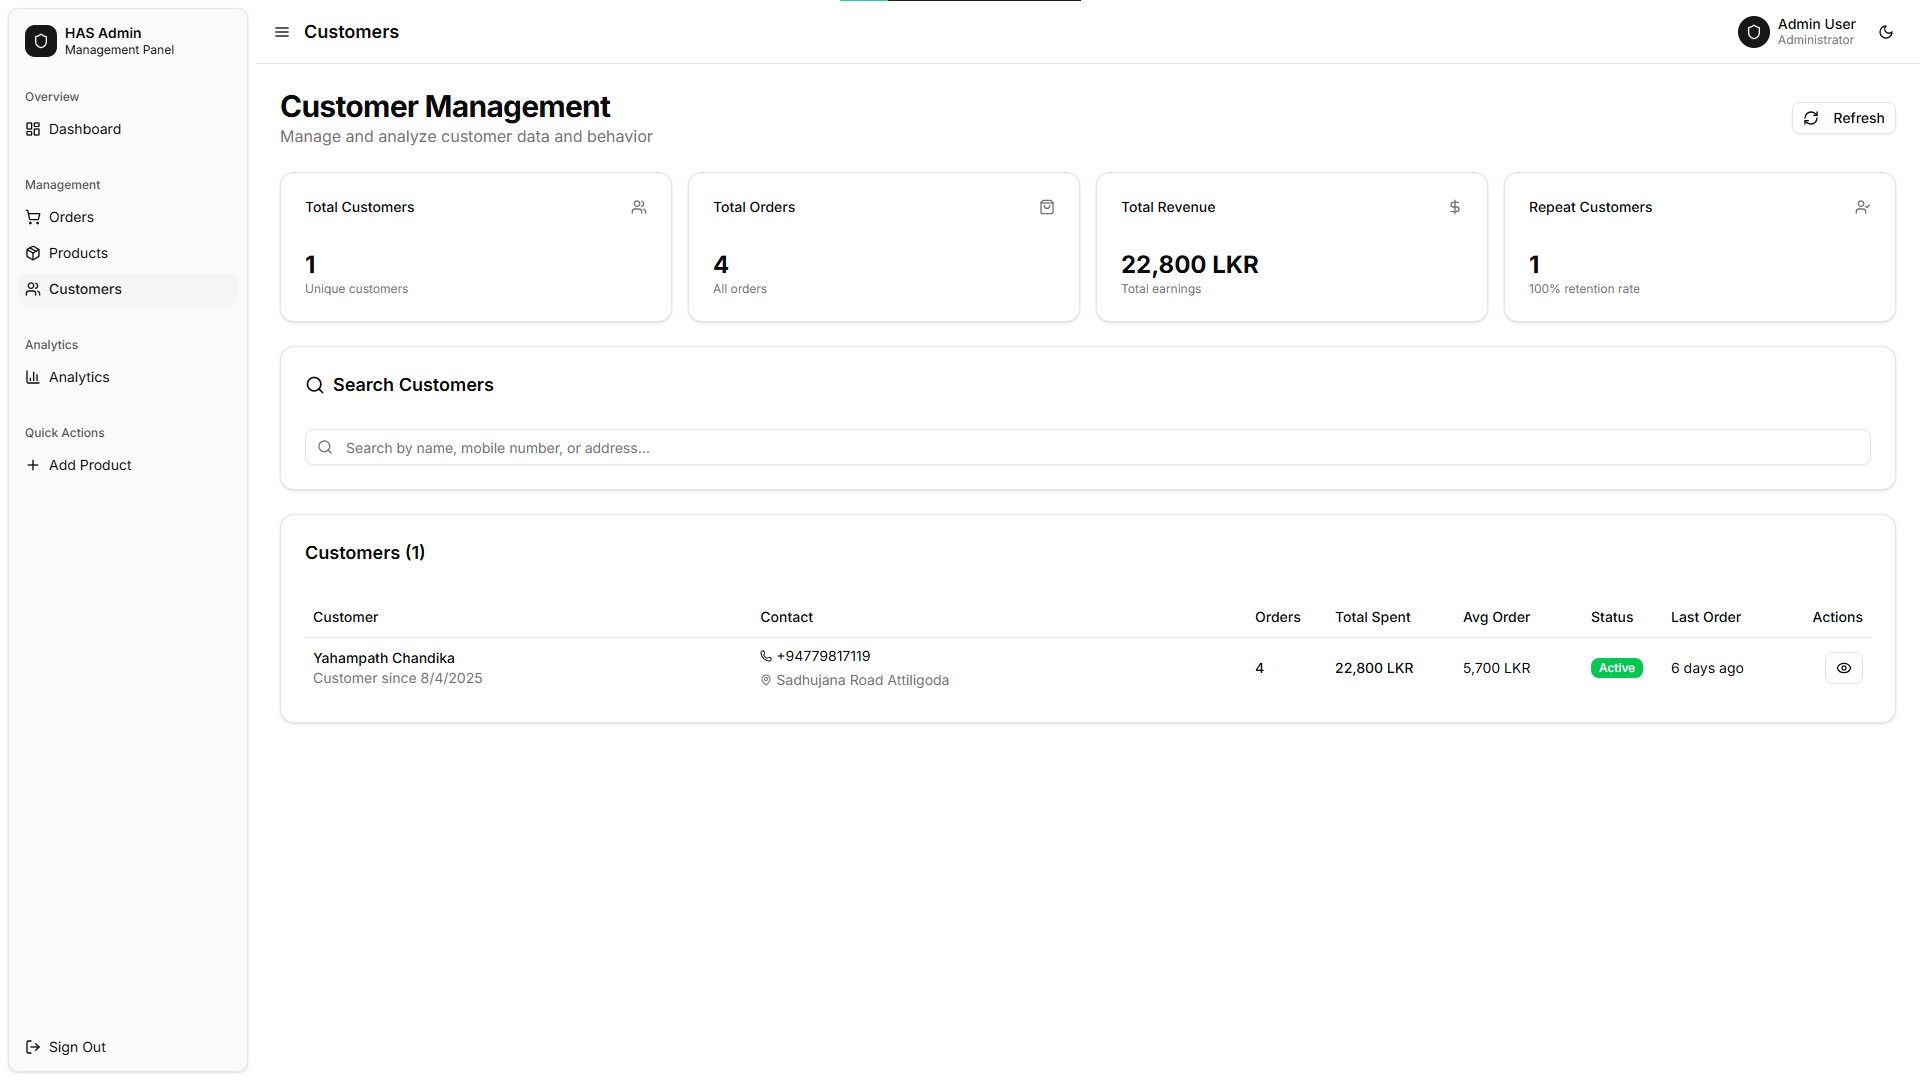 HAS Admin
Management Panel
Overview
Dashboard
Management
Orders
Products
Customers
Analytics
Analytics
Quick Actions
Add Product
Sign Out
Customers
Admin User
Administrator
Customer Management
Manage and analyze customer data and behavior
Refresh
Total Customers
1
Unique customers
Total Orders
4
All orders
Total Revenue
22,800 LKR
Total earnings
Repeat Customers
1
100% retention rate
Search Customers
Search by name, mobile number, or address...
Customers (1)
Customer Contact Orders Total Spent Avg Order Status Last Order Actions
Yahampath Chandika
Customer since 8/4/2025
+94779817119
Sadhujana Road Attiligoda
4 22,800 LKR 5,700 LKR Active 6 days ago